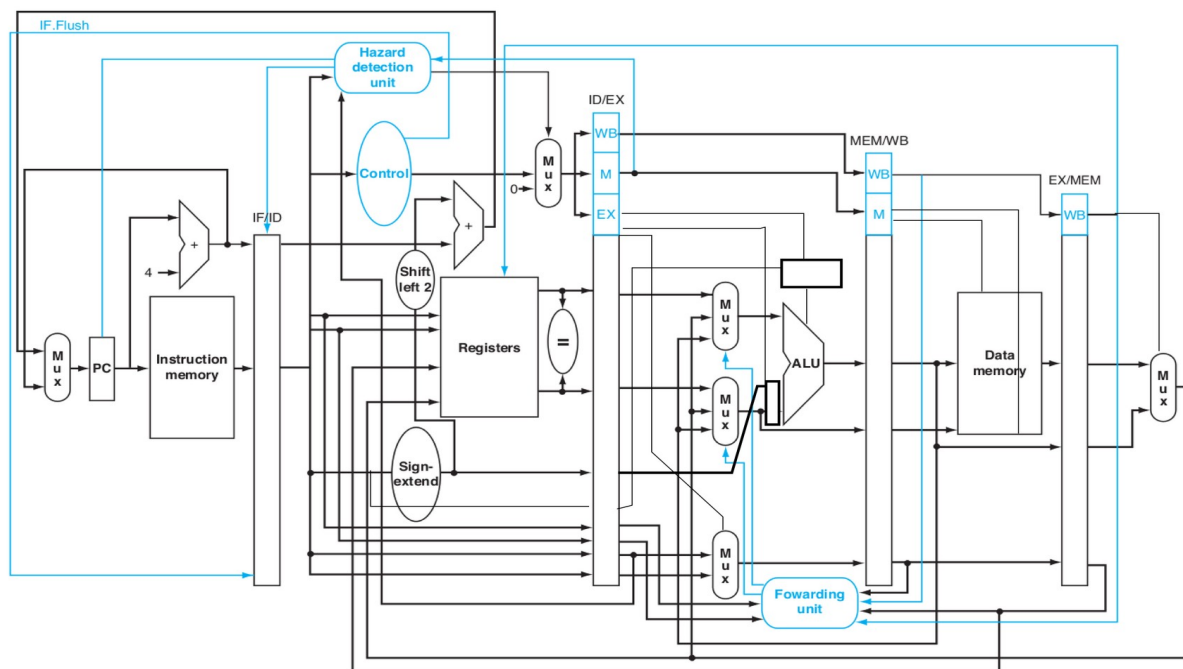 IF.Flush
Hazard
detection
unit
ID/EX
WB
MEM/WB
M
u
x
Control
M
WB
EX/MEM
0
EX
M
WB
IF/ID
+
+
4
Shift
left 2
M
u
x
M
u
x
PC
Instruction
memory
Registers
=
ALU
Data
memory
M
u
x
M
u
x
Sign-
extend
M
u
x
Fowarding
unit